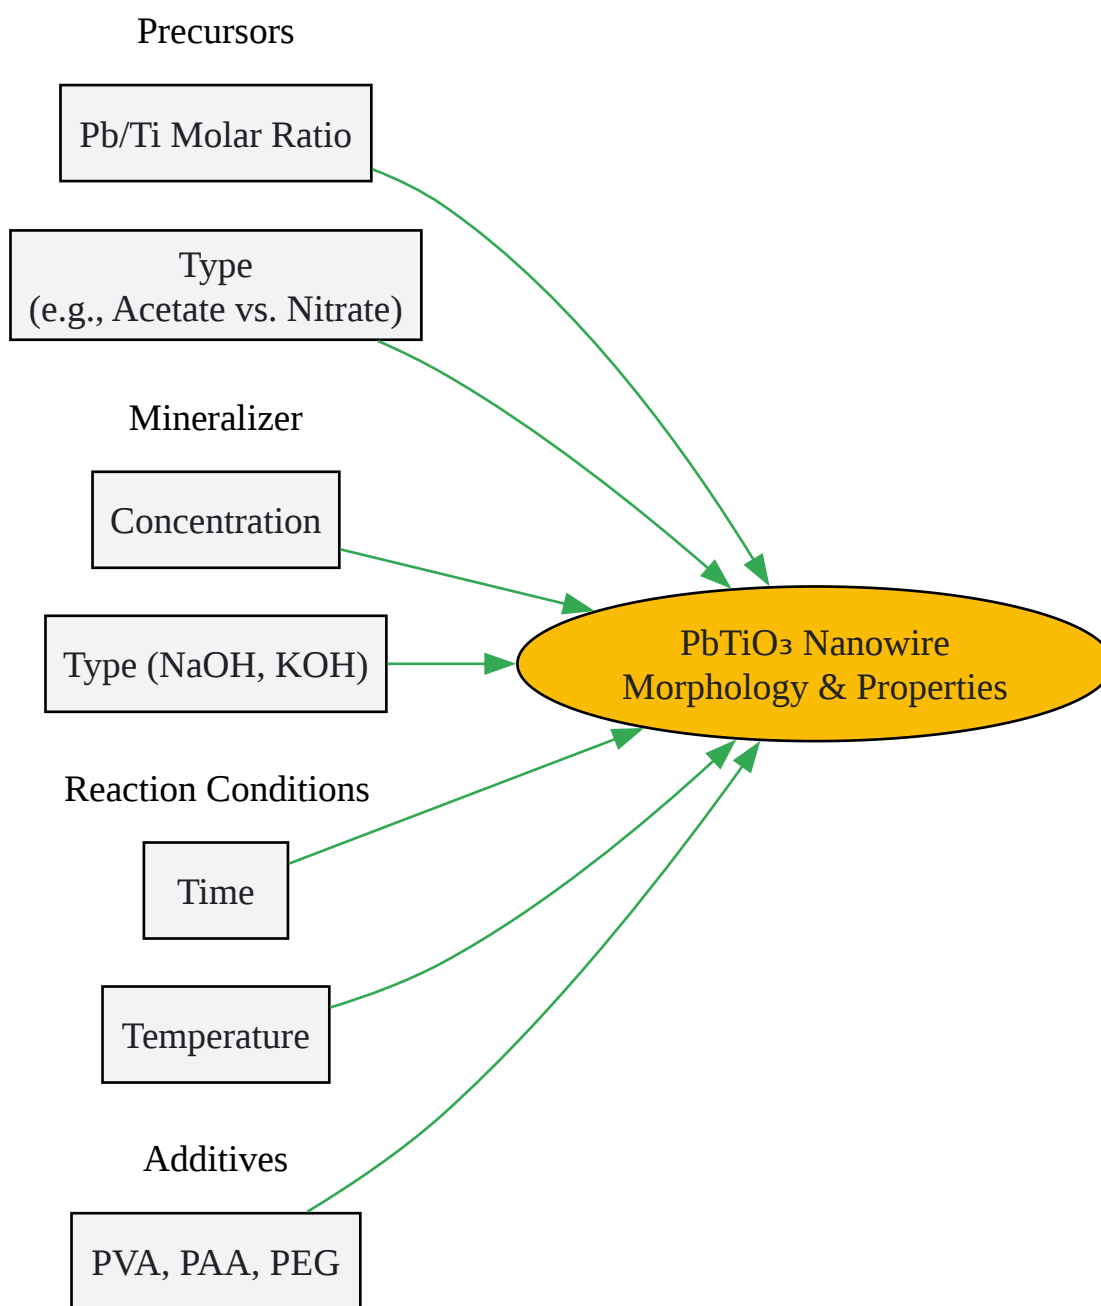 Precursors
Pb/Ti Molar Ratio
Type
(e.g., Acetate vs. Nitrate)
Mineralizer
Concentration
Type (NaOH, KOH)
PbTiO₃ Nanowire
Morphology & Properties
Reaction Conditions
Time
Temperature
Additives
PVA, PAA, PEG